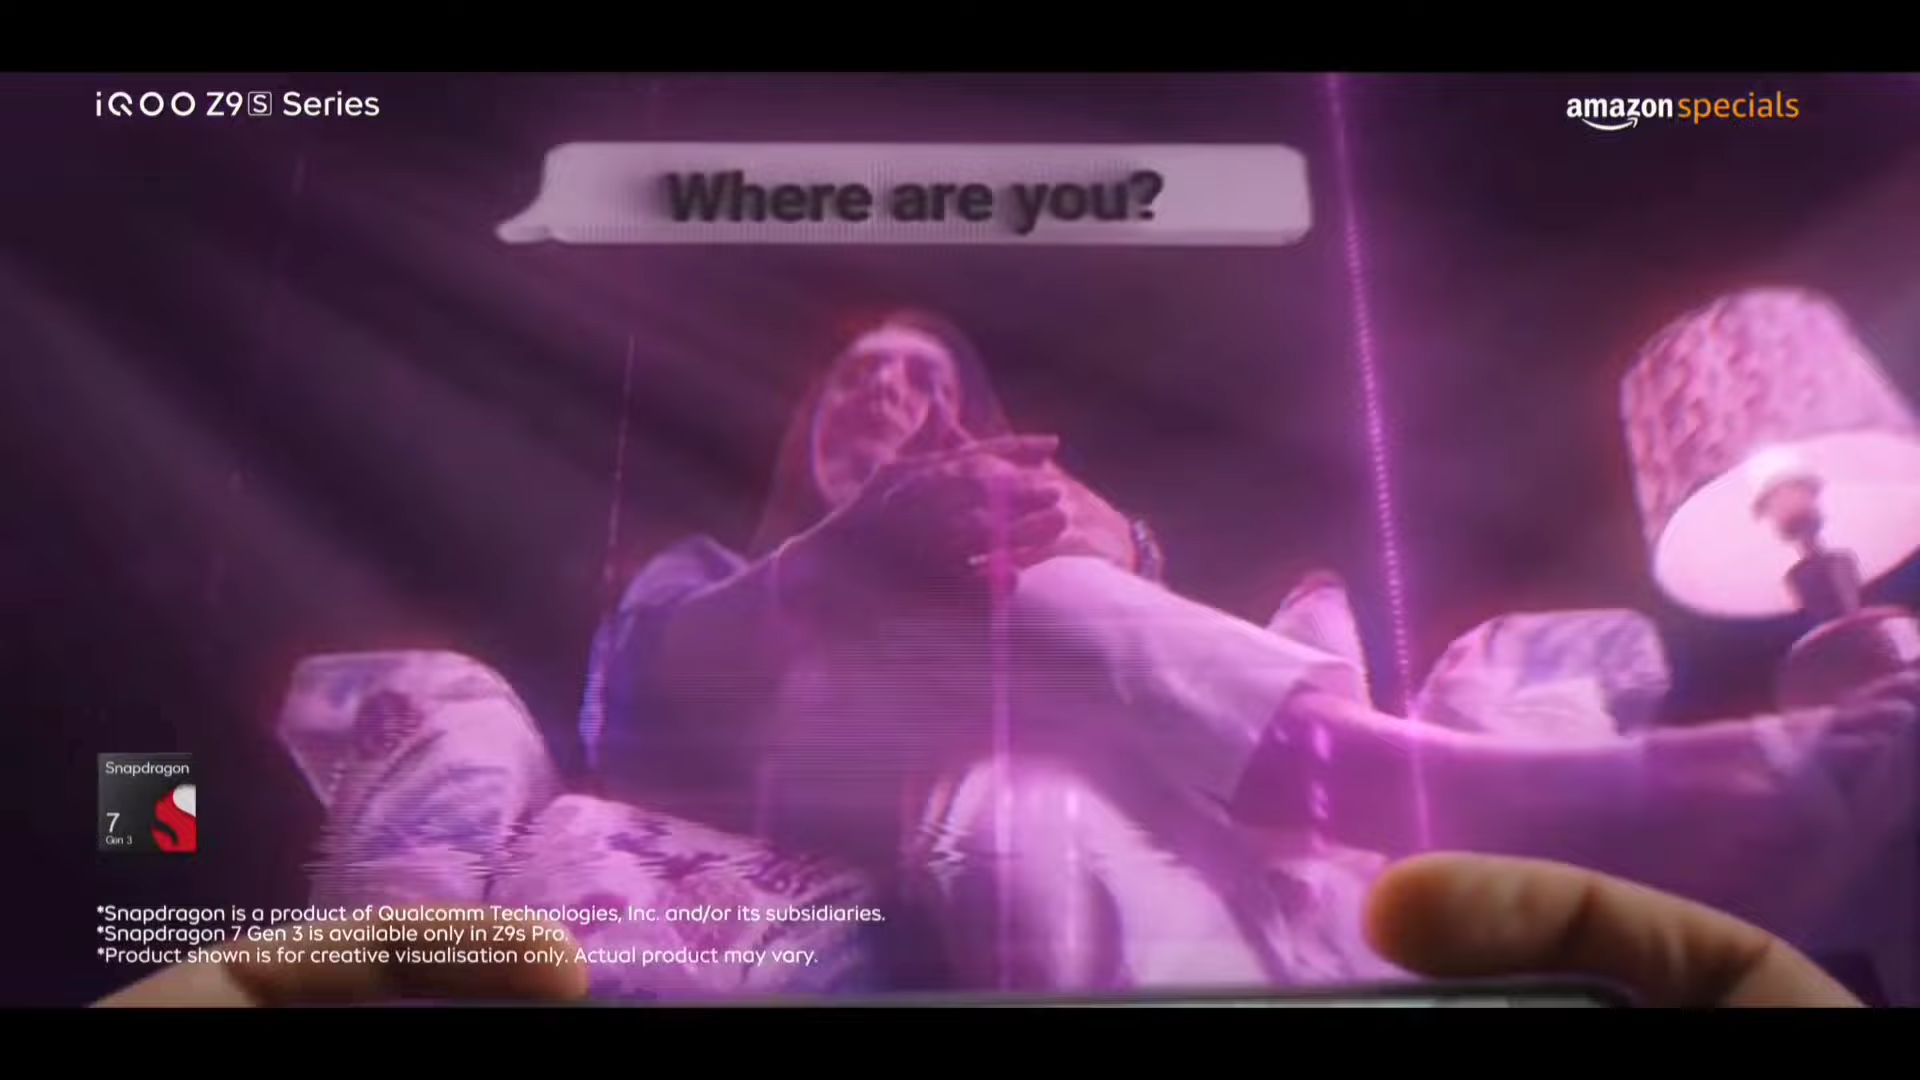 iQOO Z9S Series
amazon specials
Where are you?
Snapdragon
7
Gen 3
*Snapdragon is a product of Qualcomm Technologies, Inc. and/or its subsidiaries.
*Snapdragon 7 Gen 3 is available only in Z9s Pro.
*Product shown is for creative visualisation only. Actual product may vary.